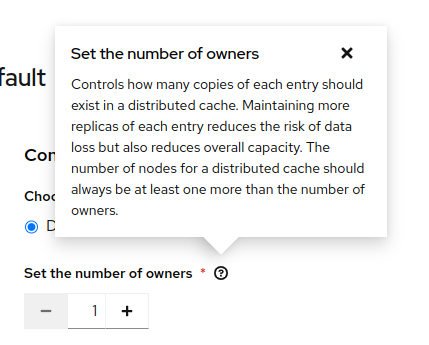 Set the number of owners
Controls how many copies of each entry should
exist in a distributed cache. Maintaining more
replicas of each entry reduces the risk of data
loss but also reduces overall capacity. The
number of nodes for a distributed cache should
always be at least one more than the number of
owners.
fault
Con
Choo
D
Set the number of owners *
1